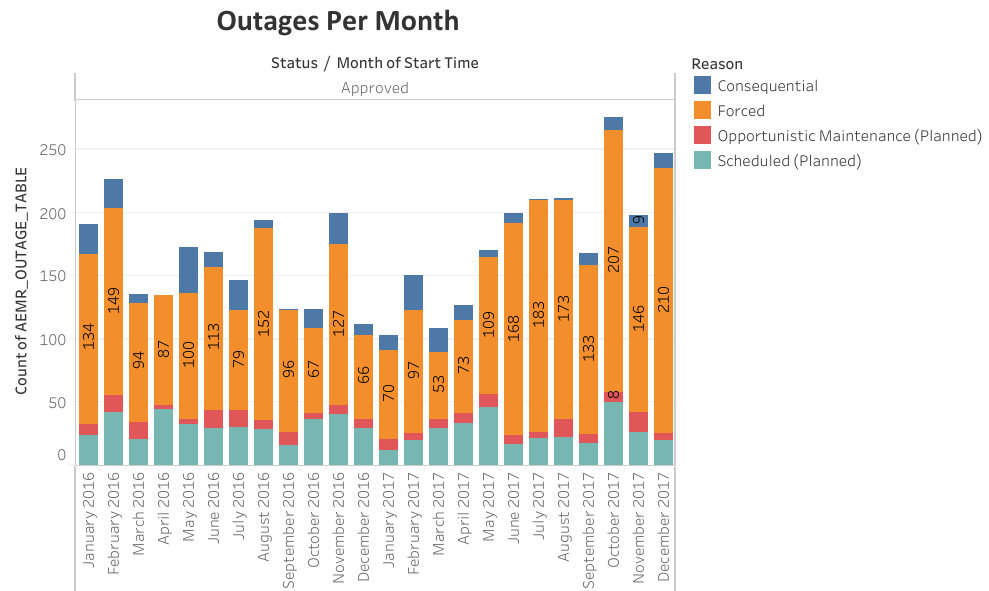 Outages Per Month
Status / Month of Start Time
Approved
Reason
Consequential
Forced
Opportunistic Maintenance (Planned)
Scheduled (Planned)
Count of AEMR_OUTAGE_TABLE
250
200
150
100
50
0
134
149
94
87
100
113
79
152
96
67
127
66
70
97
53
73
109
168
183
173
133
207
8
9
146
210
January 2016
February 2016
March 2016
April 2016
May 2016
June 2016
July 2016
August 2016
September 2016
October 2016
November 2016
December 2016
January 2017
February 2017
March 2017
April 2017
May 2017
June 2017
July 2017
August 2017
September 2017
October 2017
November 2017
December 2017